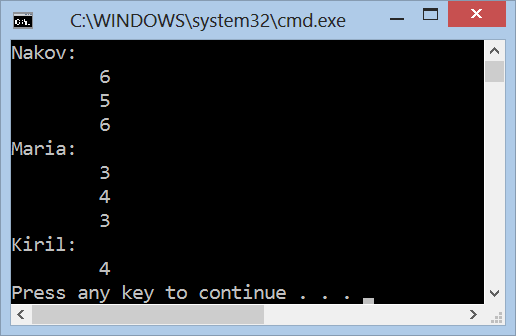 C:\WINDOWS\system32\cmd.exe
Nakov:
6
5
6
Maria:
3
4
3
Kiril:
4
Press any key to continue . . .